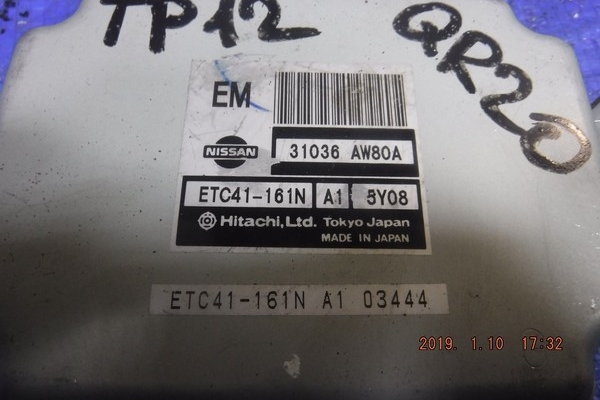 TP12
QR20
EM
NISSAN
31036 AW80A
ETC41-161N A1 5Y08
Hitachi, Ltd. Tokyo Japan
MADE IN JAPAN
ETC41-161N A1 03444
2019. 1.10 17:32